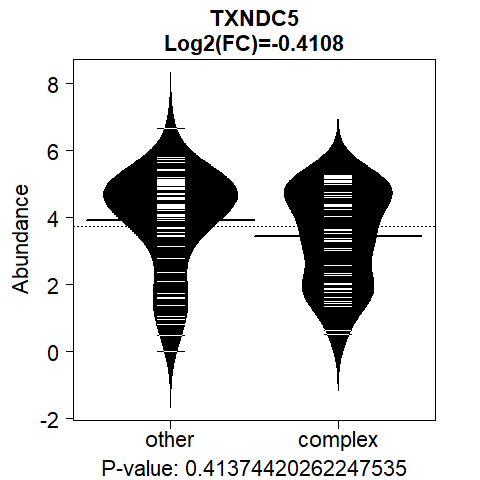 TXNDC5
Log2(FC)=-0.4108
Abundance
8
6
4
2
0
-2
other complex
P-value: 0.41374420262247535